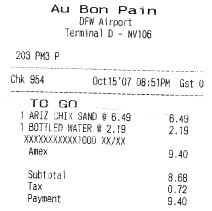 Au Bon Pain
DFW Airport
Terminal D - NV106
203 PM3 P
Chk 954 Oct15'07 08:51PM Gst 0
TO GO
1 ARIZ CHIX SAND @ 6.49 6.49
1 BOTTLED WATER @ 2.19 2.19
XXXXXXXXXXX1000 XX/XX
Amex 9.40
Subtotal 8.68
Tax 0.72
Payment 9.40